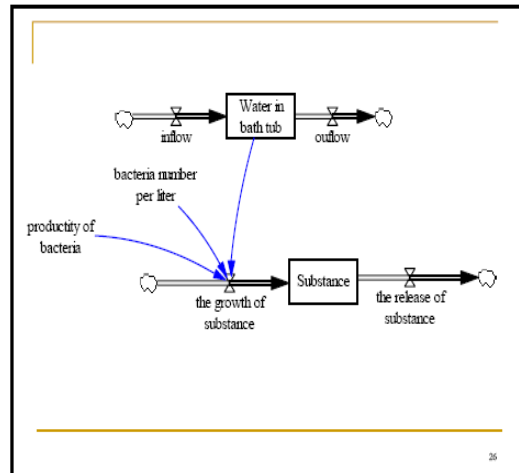 Water in
bath tub
inflow
ouflow
bacteria number
per liter
productity of
bacteria
Substance
the growth of
substance
the release of
substance
26